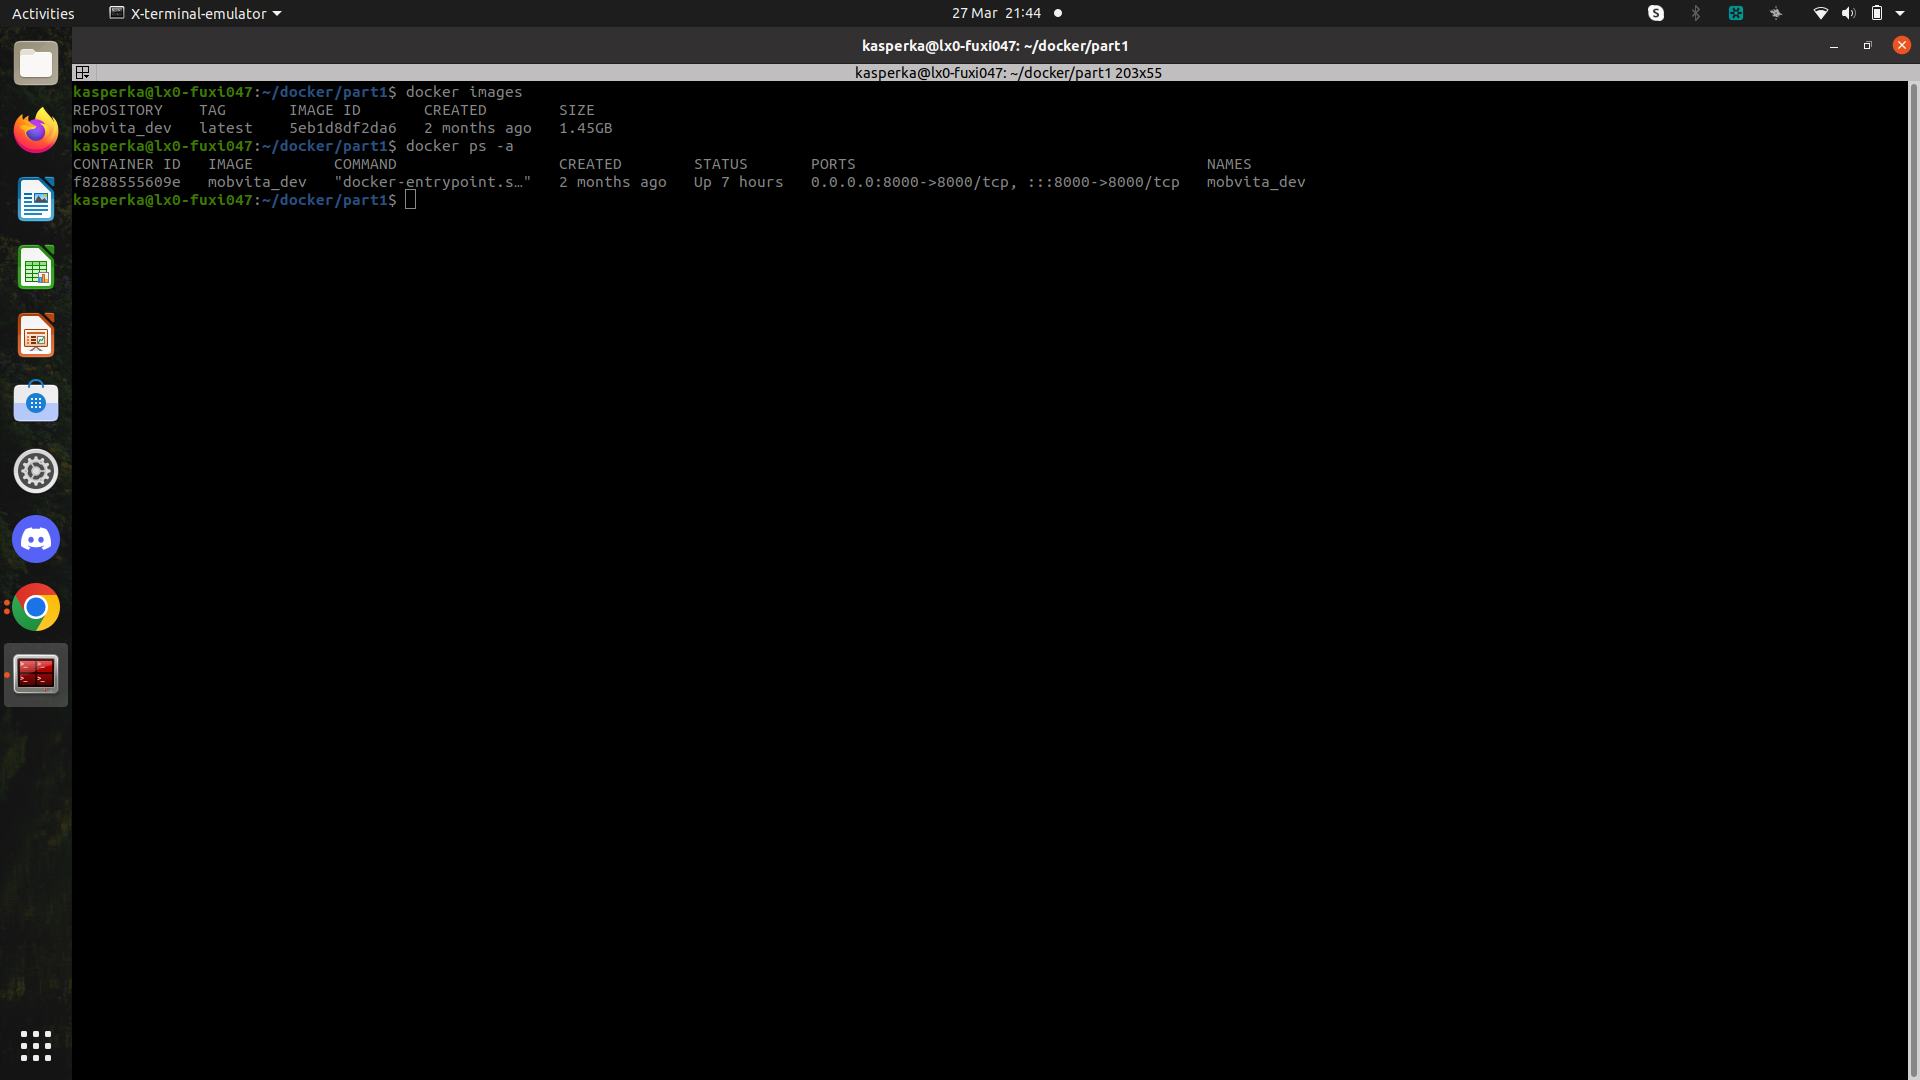 Activities X-terminal-emulator 27 Mar 21:44
kasperka@lx0-fuxi047: ~/docker/part1
kasperka@lx0-fuxi047: ~/docker/part1 203x55
kasperka@lx0-fuxi047:~/docker/part1$ docker images
REPOSITORY TAG IMAGE ID CREATED SIZE
mobvita_dev latest 5eb1d8df2da6 2 months ago 1.45GB
kasperka@lx0-fuxi047:~/docker/part1$ docker ps -a
CONTAINER ID IMAGE COMMAND CREATED STATUS PORTS NAMES
f8288555609e mobvita_dev "docker-entrypoint.s…" 2 months ago Up 7 hours 0.0.0.0:8000->8000/tcp, :::8000->8000/tcp mobvita_dev
kasperka@lx0-fuxi047:~/docker/part1$